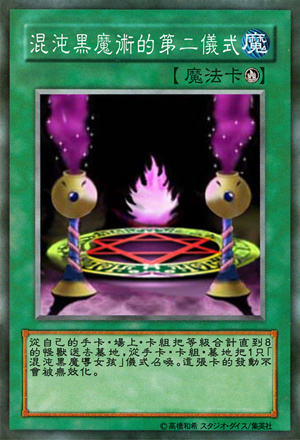 混沌黑魔術的第二儀式
魔
【魔法卡】
從自己的手卡·場上·卡組把等級合計直到8
的怪獸送去墓地,從手卡·卡組·墓地把1只「
混沌黑魔導女孩」儀式召喚。這張卡的發動不
會被無效化。
©高橋和希 スタジオ·ダイス/集英社